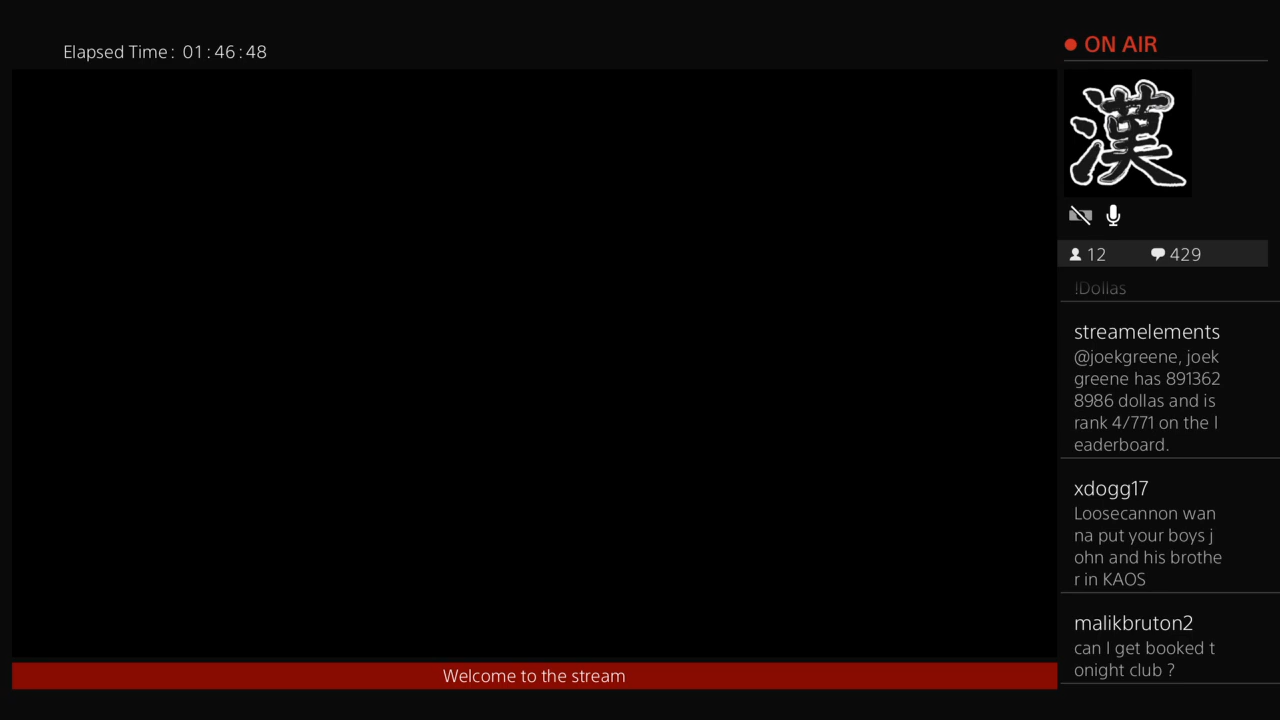 Elapsed Time: 01:46:48
ON AIR
漢
12 429
!Dollas
streamelements
@joekgreene, joek
greene has 891362
8986 dollas and is
rank 4/771 on the l
eaderboard.
xdogg17
Loosecannon wan
na put your boys j
ohn and his brothe
r in KAOS
malikbruton2
can I get booked t
onight club ?
Welcome to the stream